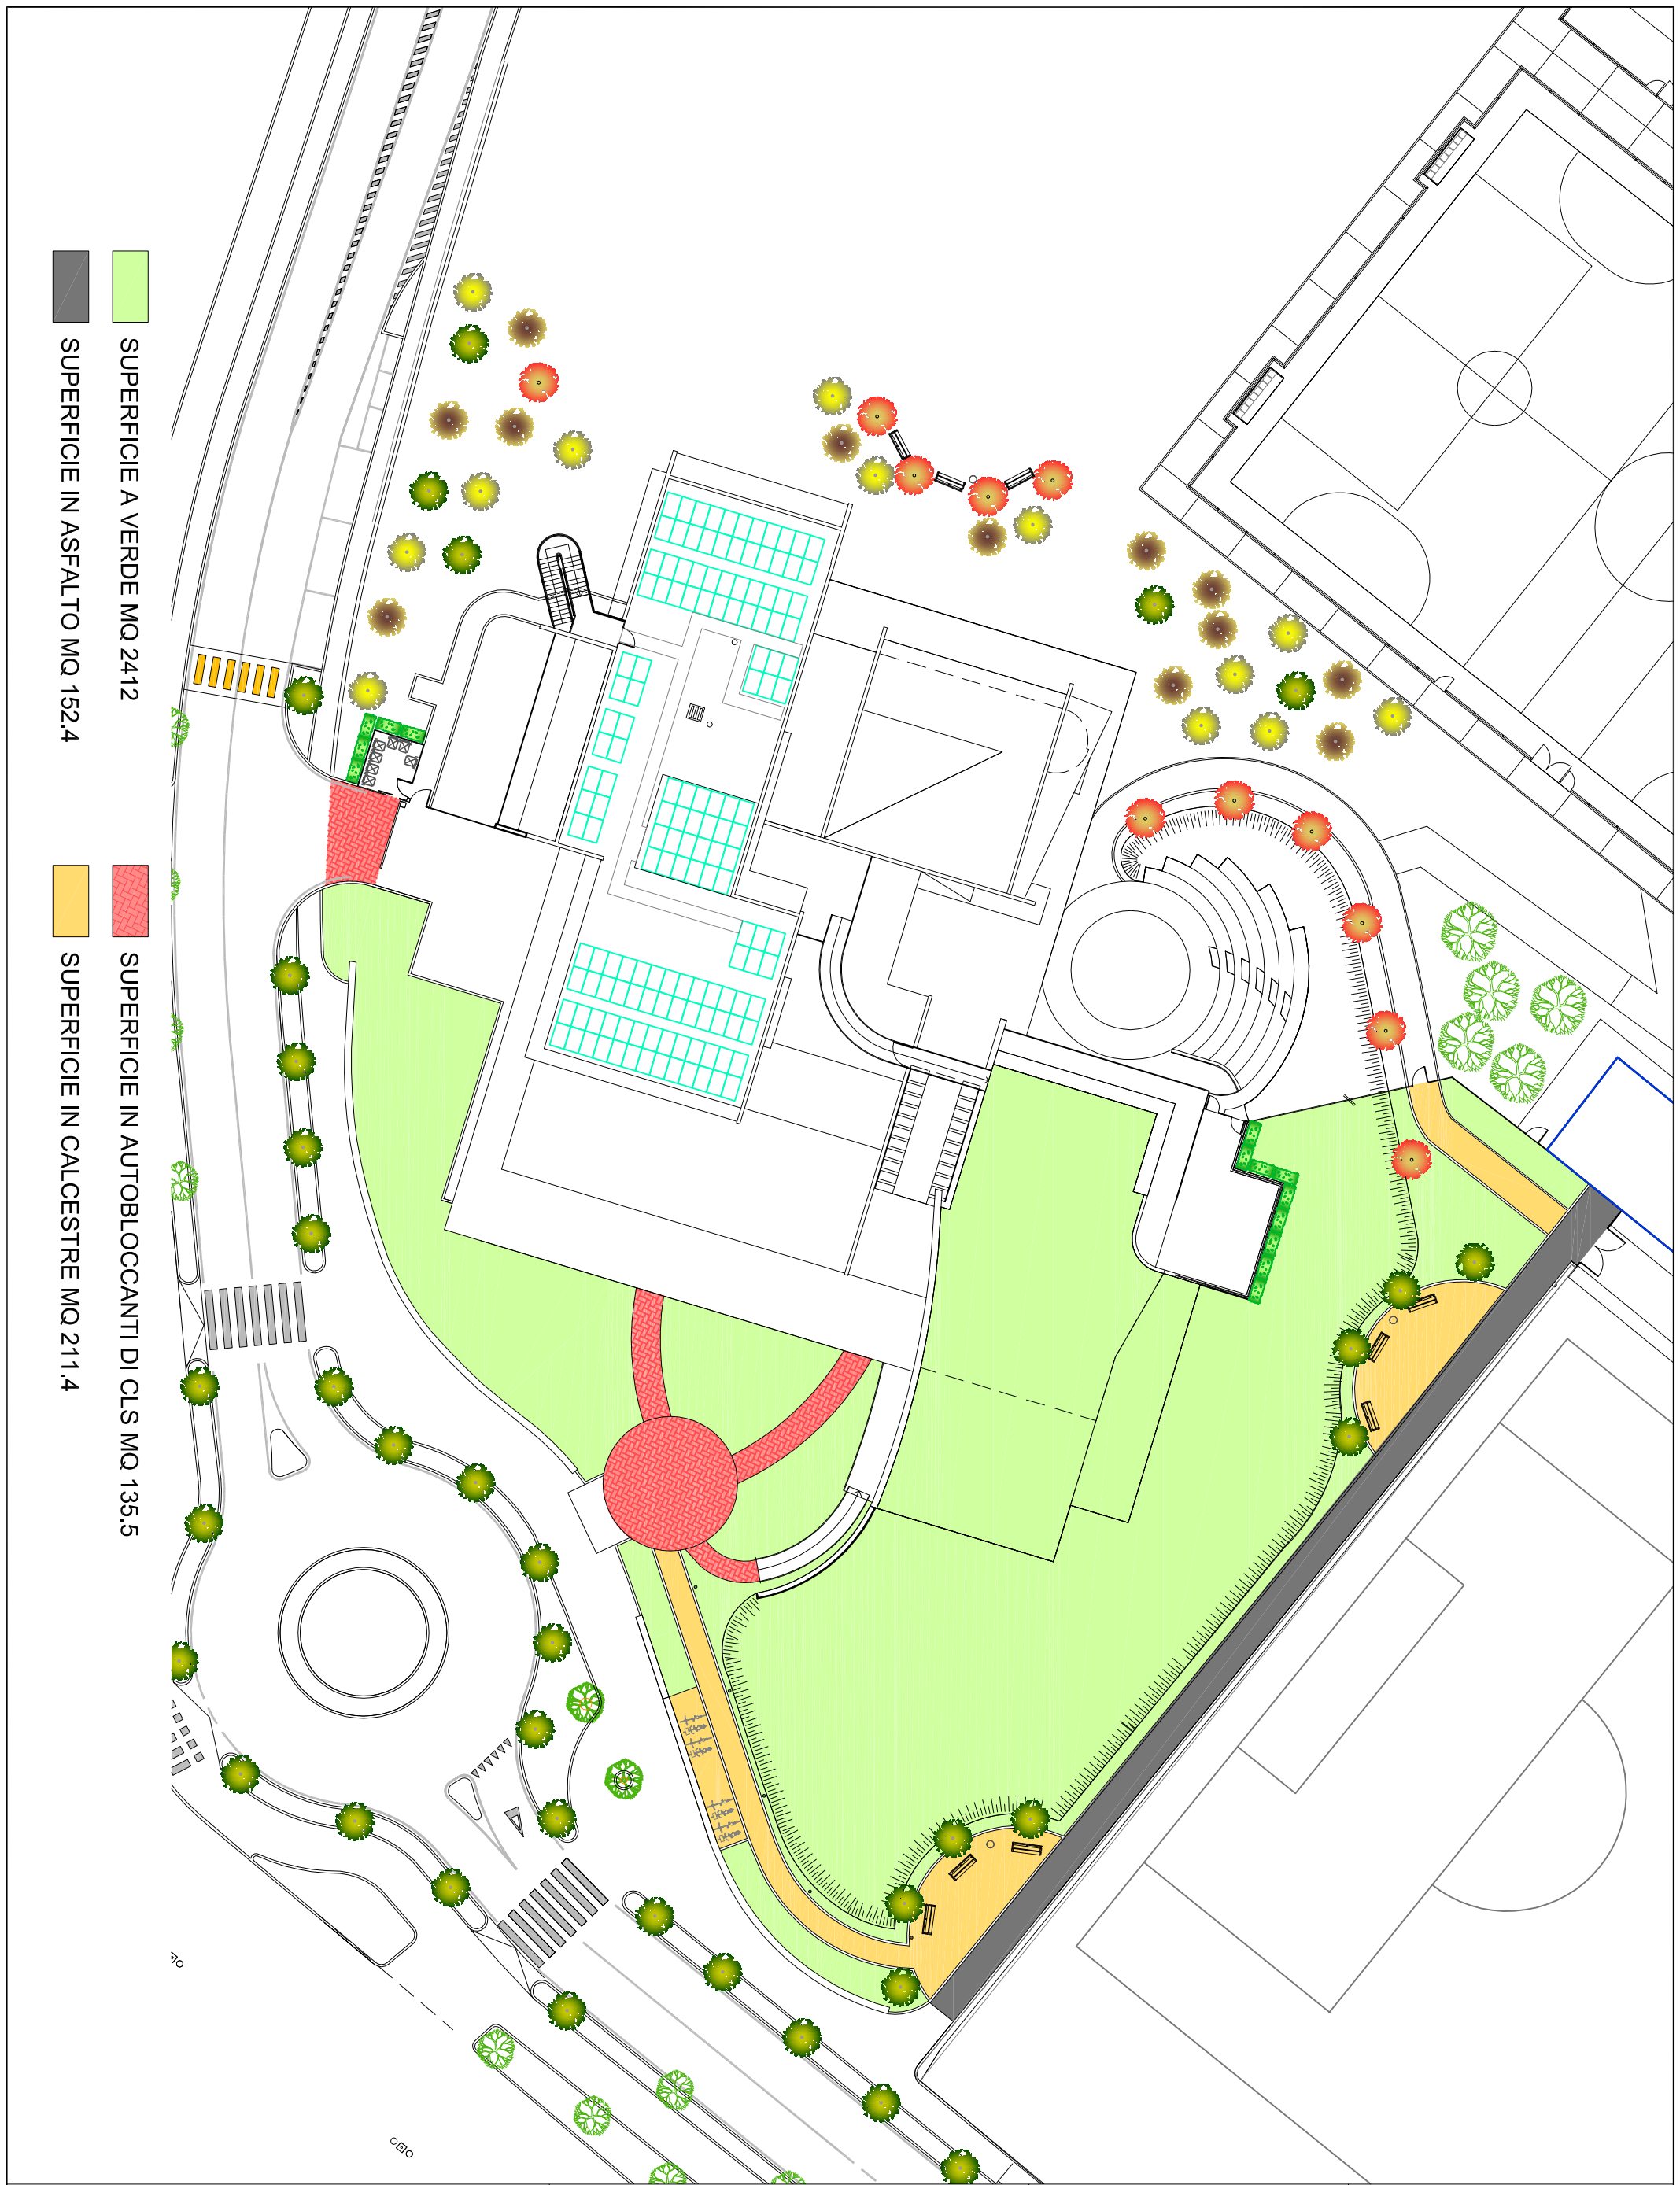 SUPERFICIE A VERDE MQ 2412
SUPERFICIE IN ASFALTO MQ 152.4
SUPERFICIE IN AUTOBLOCCANTI DI CLS MQ 135.5
SUPERFICIE IN CALCESTRE MQ 211.4